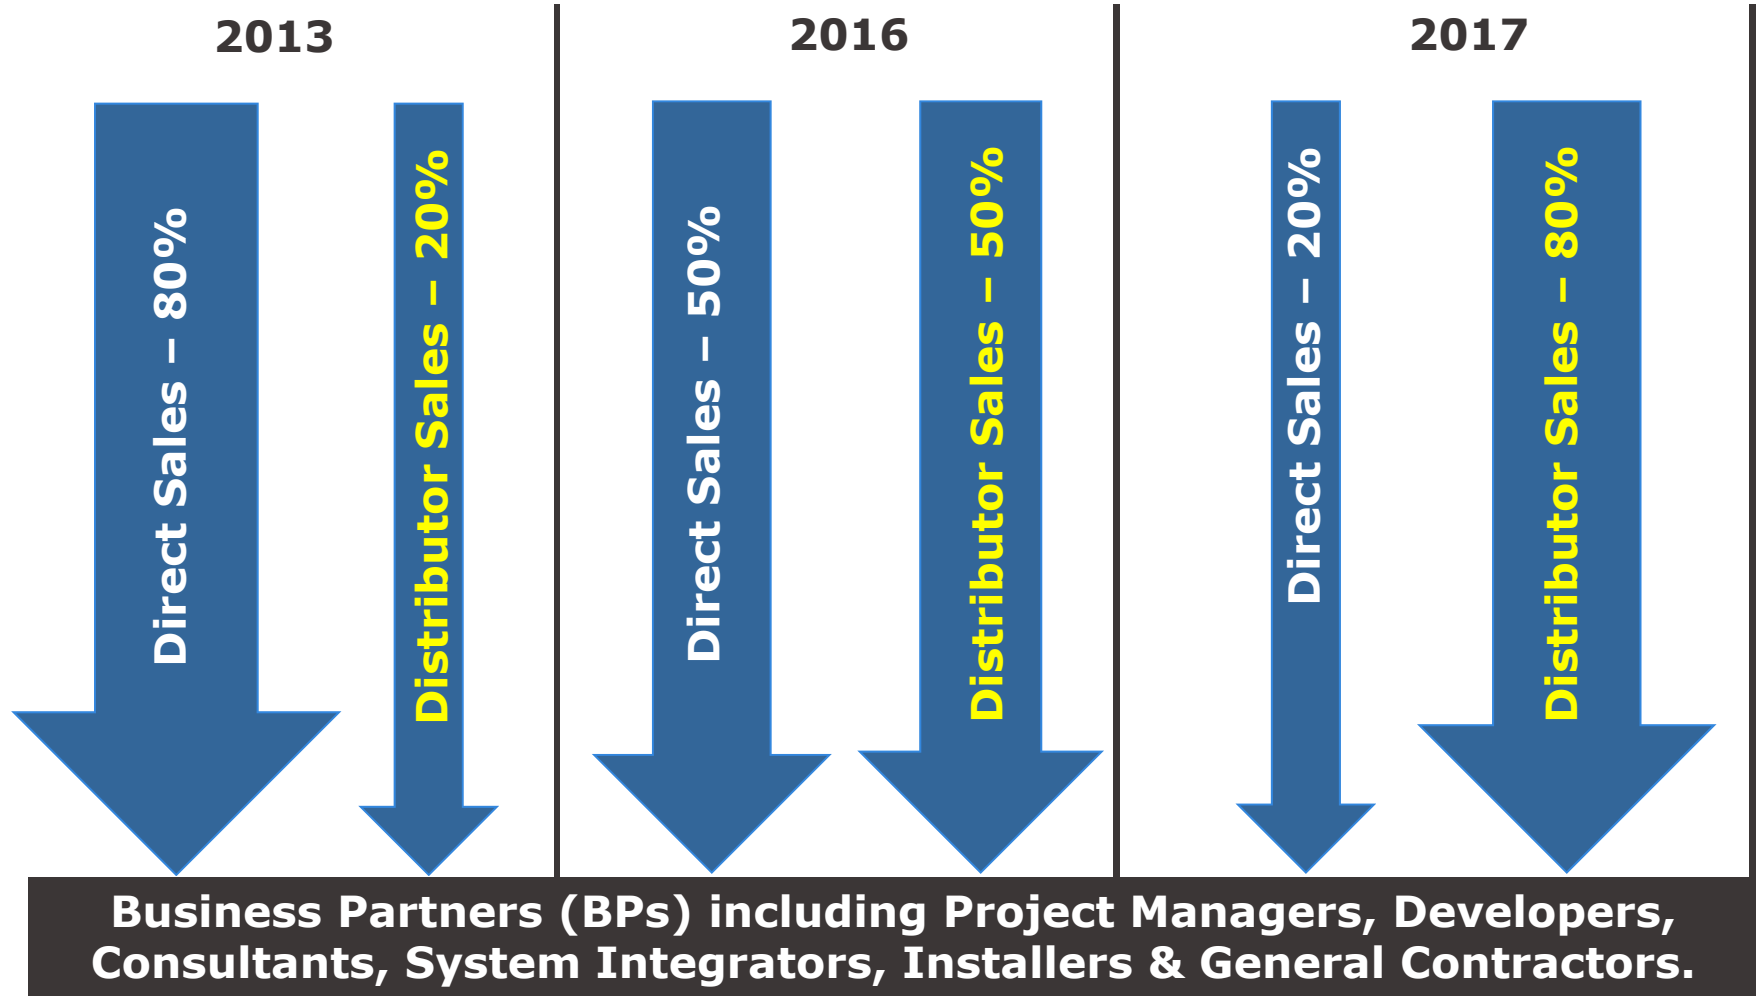 2013
Direct Sales – 80%
Distributor Sales – 20%
2016
Direct Sales – 50%
Distributor Sales – 50%
2017
Direct Sales – 20%
Distributor Sales – 80%
Business Partners (BPs) including Project Managers, Developers,
Consultants, System Integrators, Installers & General Contractors.